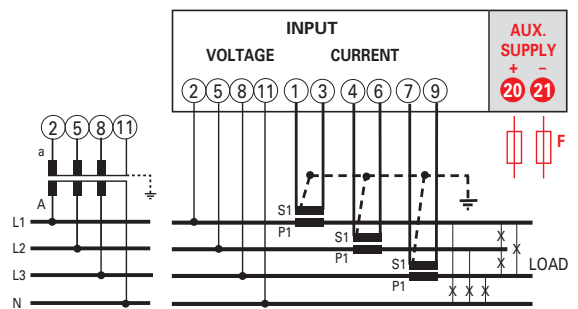 INPUT
AUX.
SUPPLY
VOLTAGE CURRENT
+ –
2 5 8 11 1 3 4 6 7 9 20 21
2 5 8 11
F
a
A
S1
L1
P1
S1
L2
P1
S1
LOAD
L3
P1
X X X X X X
N